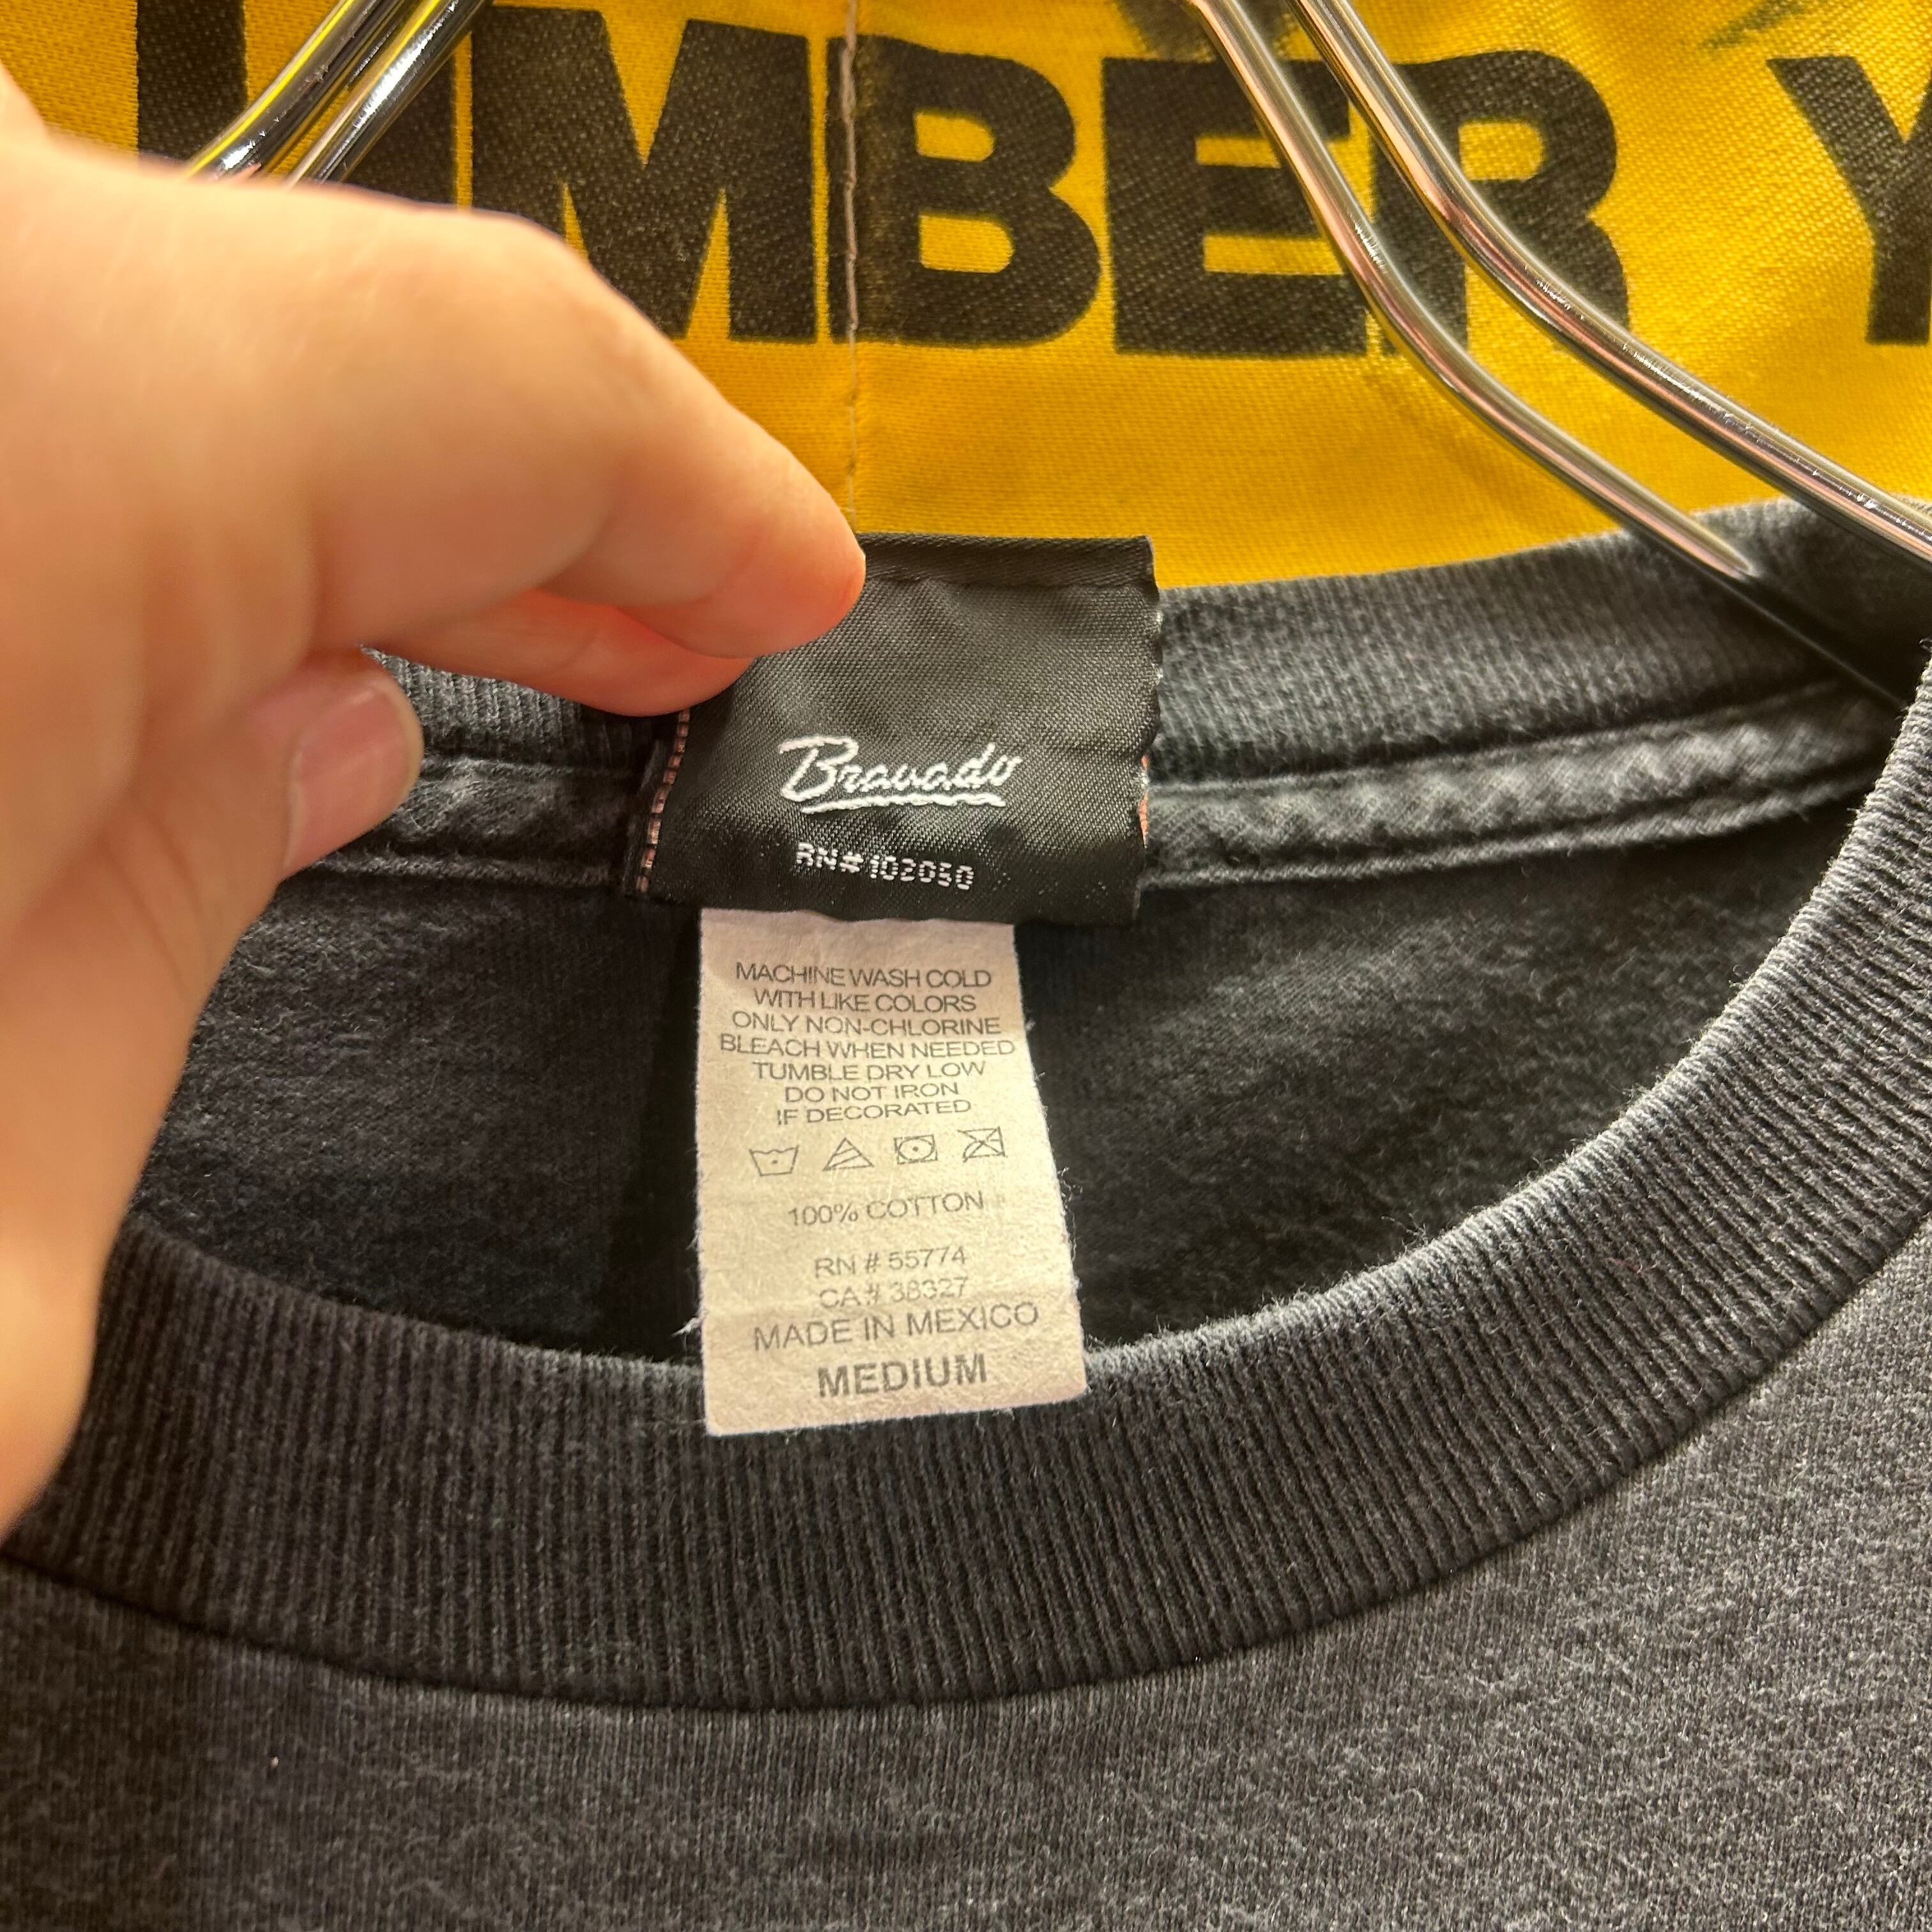 LUMBER Y
Bravado
RN#102050
MACHINE WASH COLD
WITH LIKE COLORS
ONLY NON-CHLORINE
BLEACH WHEN NEEDED
TUMBLE DRY LOW
DO NOT IRON
IF DECORATED
100% COTTON
RN # 55774
CA# 38327
MADE IN MEXICO
MEDIUM